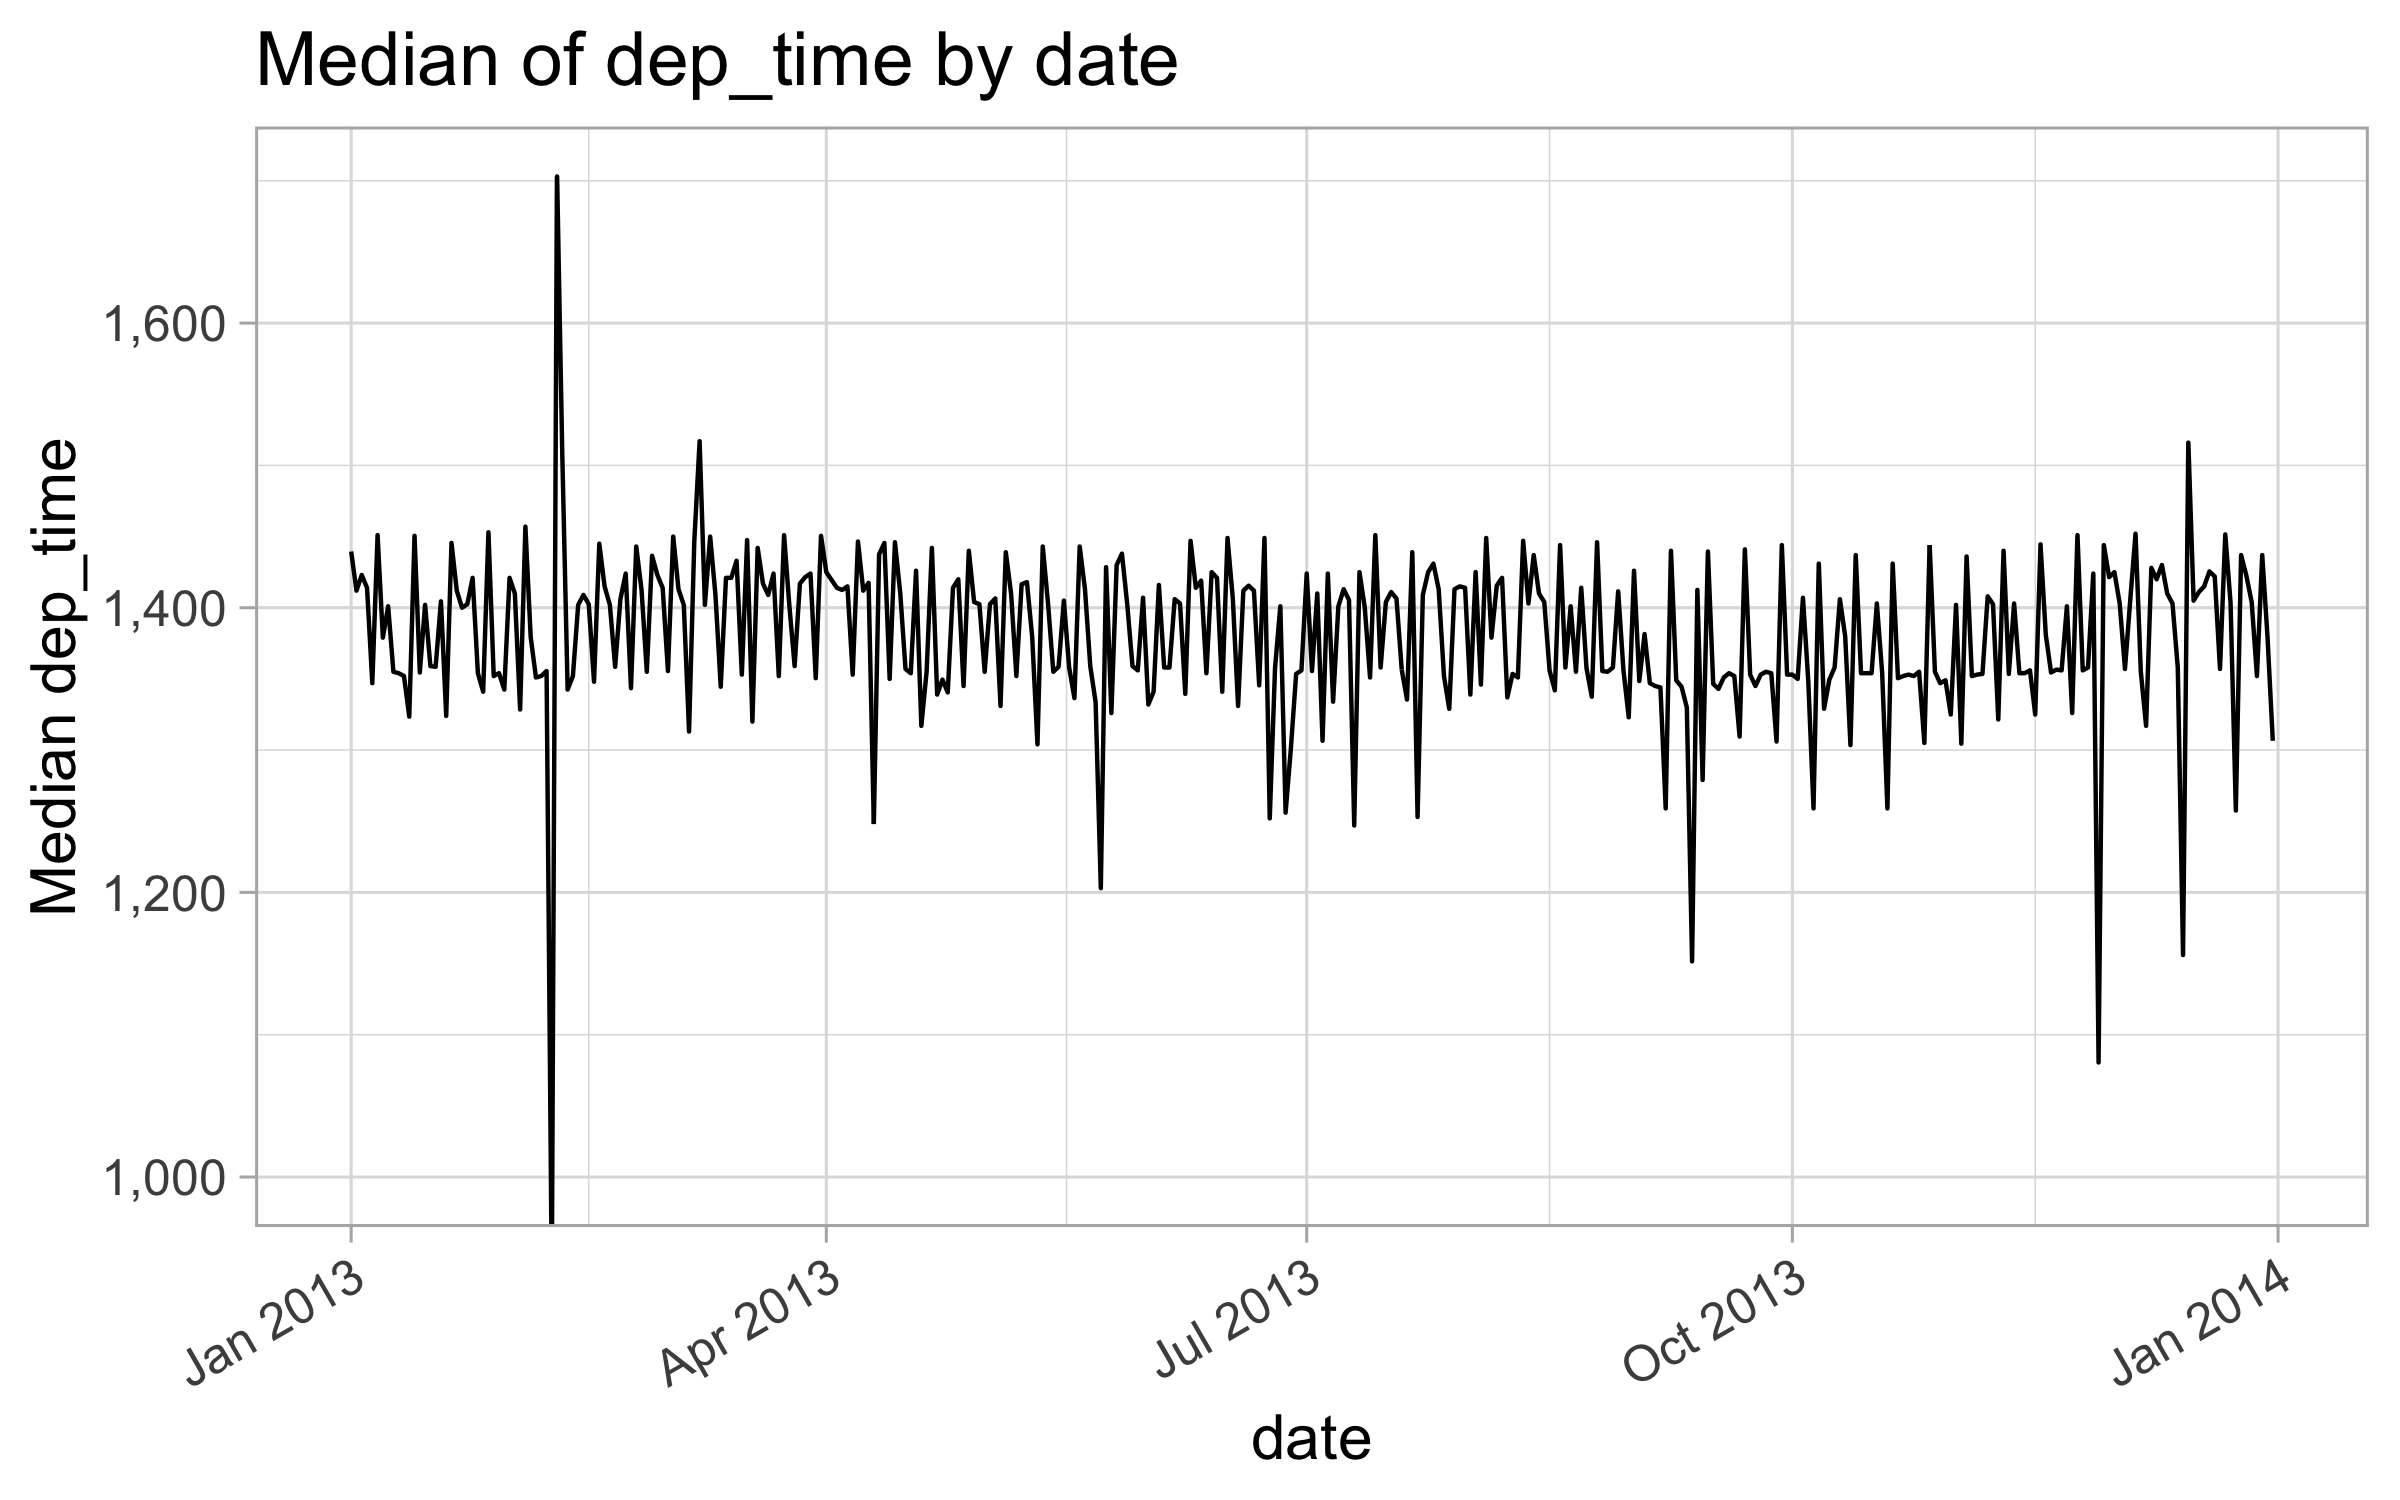 Median of dep_time by date
Median dep_time
1,600
1,400
1,200
1,000
Jan 2013
Apr 2013
Jul 2013
Oct 2013
Jan 2014
date